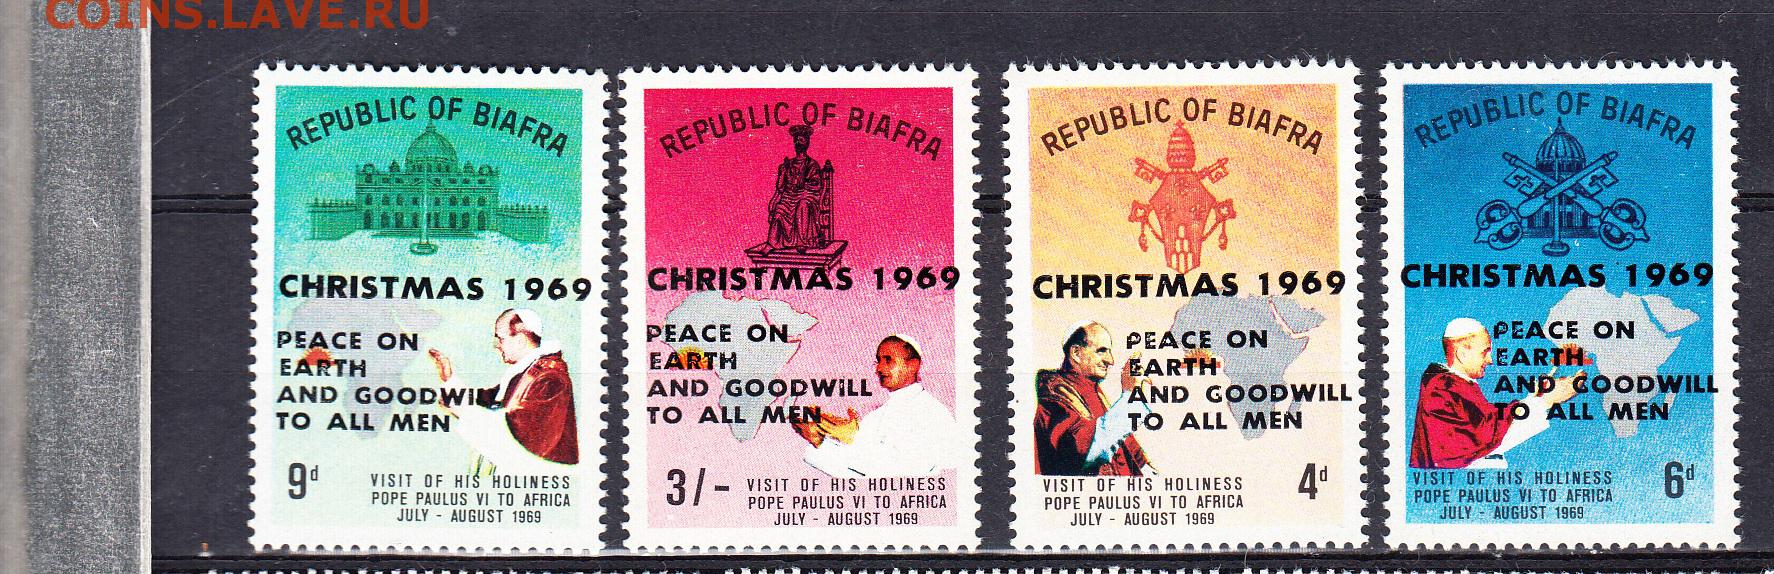 COINS.LAVE.RU
REPUBLIC OF BIAFRA
CHRISTMAS 1969
PEACE ON
EARTH
AND GOODWILL
TO ALL MEN
9d
VISIT OF HIS HOLINESS
POPE PAULUS VI TO AFRICA
JULY - AUGUST 1969
REPUBLIC OF BIAFRA
CHRISTMAS 1969
PEACE ON
EARTH
AND GOODWILL
TO ALL MEN
3/-
VISIT OF HIS HOLINESS
POPE PAULUS VI TO AFRICA
JULY - AUGUST 1969
REPUBLIC OF BIAFRA
CHRISTMAS 1969
PEACE ON
EARTH
AND GOODWILL
TO ALL MEN
VISIT OF HIS HOLINESS
POPE PAULUS VI TO AFRICA
JULY - AUGUST 1969
4d
REPUBLIC OF BIAFRA
CHRISTMAS 1969
PEACE ON
EARTH
AND GOODWILL
TO ALL MEN
VISIT OF HIS HOLINESS
POPE PAULUS VI TO AFRICA
JULY - AUGUST 1969
6d